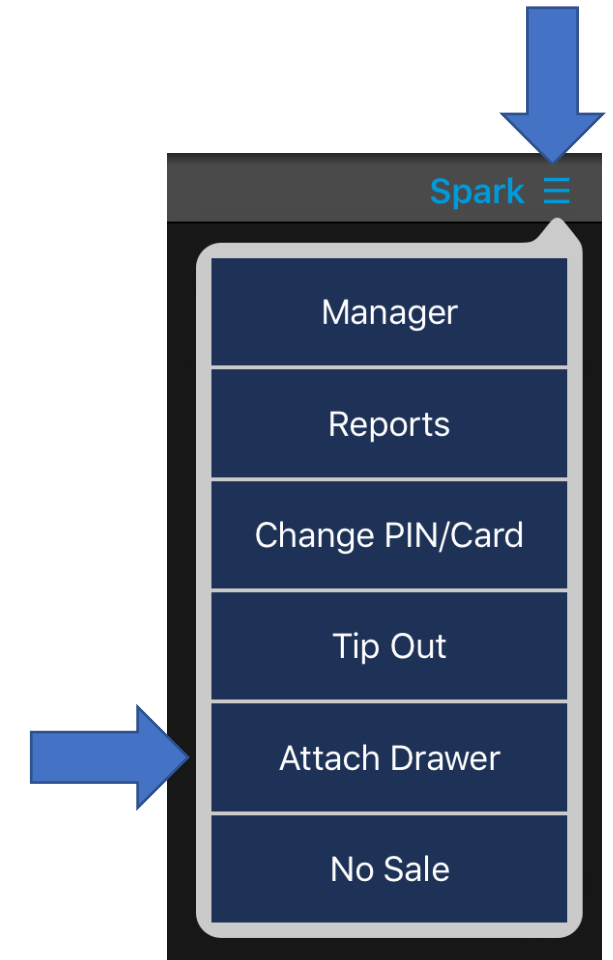 Spark
Manager
Reports
Change PIN/Card
Tip Out
Attach Drawer
No Sale